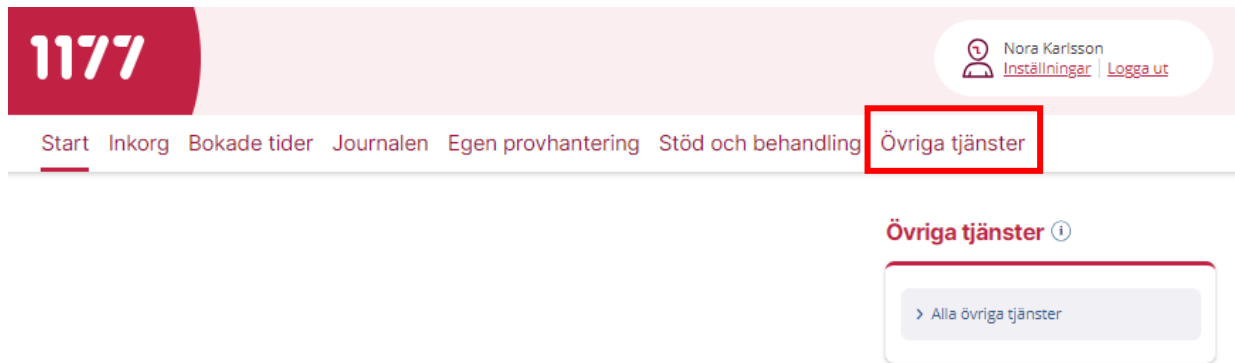 1177
Nora Karlsson
Inställningar Logga ut
Start Inkorg Bokade tider Journalen Egen provhantering Stöd och behandling Övriga tjänster
Övriga tjänster
Alla övriga tjänster